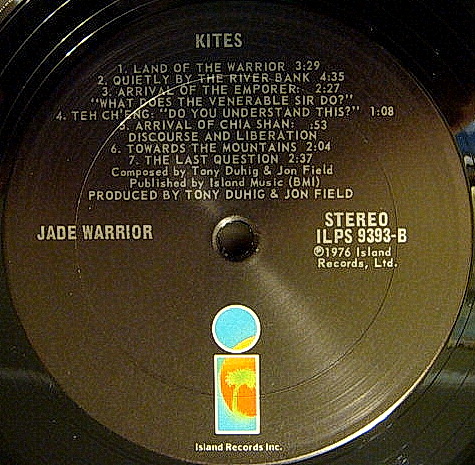 KITES
1. LAND OF THE WARRIOR 3:29
2. QUIETLY BY THE RIVER BANK 4:35
3. ARRIVAL OF THE EMPORER: 2:27
"WHAT DOES THE VENERABLE SIR DO?"
4. TEH CH'ENG: "DO YOU UNDERSTAND THIS?" 1:08
5. ARRIVAL OF CHIA SHAN: :53
DISCOURSE AND LIBERATION
6. TOWARDS THE MOUNTAINS 2:04
7. THE LAST QUESTION 2:37
Composed by Tony Duhig & Jon Field
Published by Island Music (BMI)
PRODUCED BY TONY DUHIG & JON FIELD
JADE WARRIOR
STEREO
ILPS 9393-B
℗1976 Island
Records, Ltd.
i
Island Records Inc.